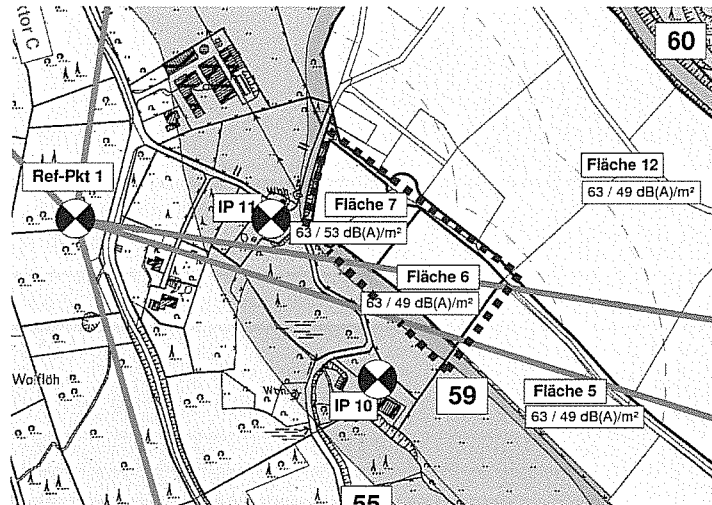 ktor C
60
Fläche 12
63 / 49 dB(A)/m²
Ref-Pkt 1
IP 11
Fläche 7
63 / 53 dB(A)/m²
Fläche 6
63 / 49 dB(A)/m²
Fläche 5
63 / 49 dB(A)/m²
59
IP 10
55